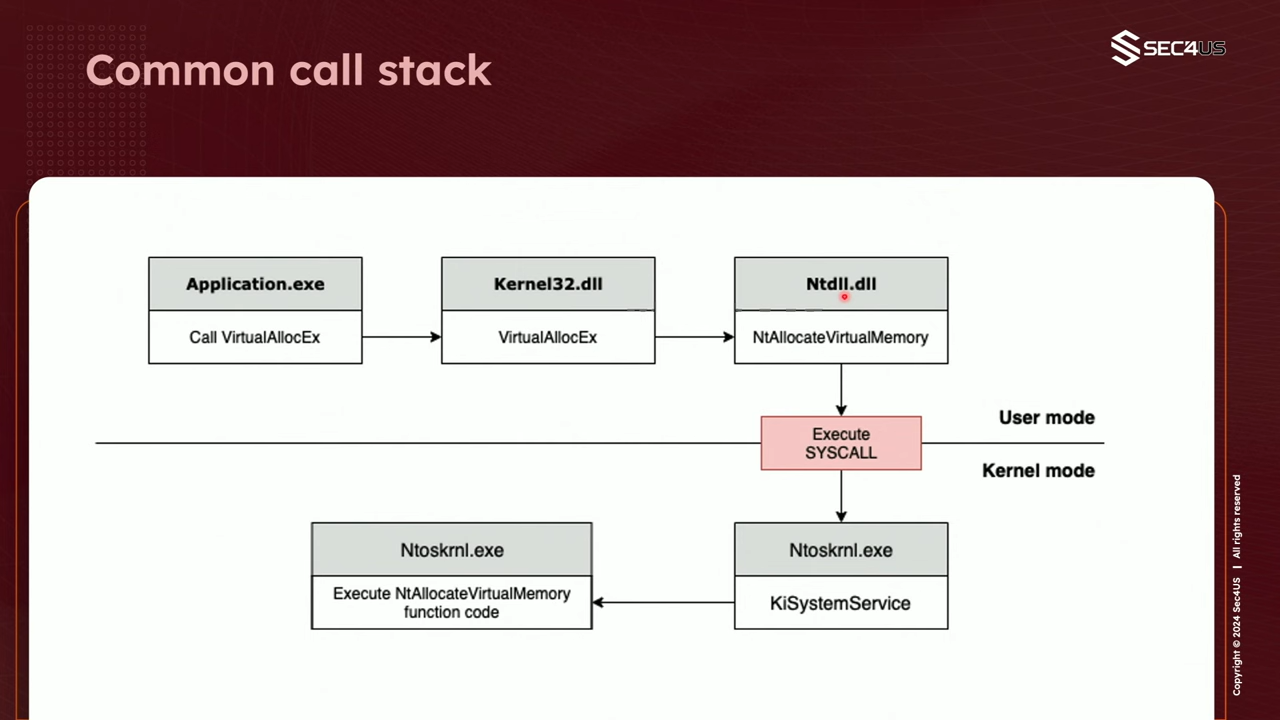 Common call stack
SEC4US
Application.exe
Call VirtualAllocEx
Kernel32.dll
VirtualAllocEx
Ntdll.dll
NtAllocateVirtualMemory
Execute
SYSCALL
User mode
Kernel mode
Ntoskrnl.exe
Execute NtAllocateVirtualMemory
function code
Ntoskrnl.exe
KiSystemService
Copyright © 2024 Sec4US | All rights reserved